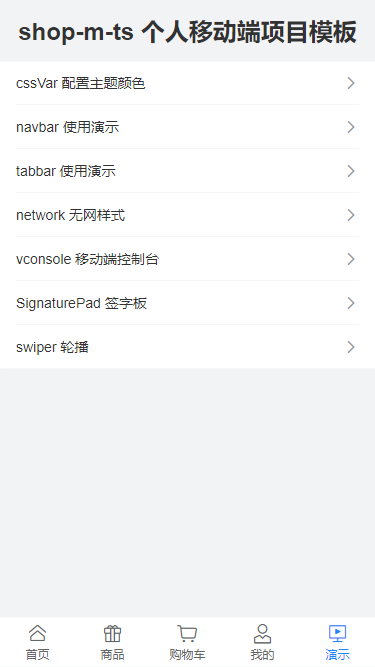 shop-m-ts 个人移动端项目模板
cssVar 配置主题颜色
navbar 使用演示
tabbar 使用演示
network 无网样式
vconsole 移动端控制台
SignaturePad 签字板
swiper 轮播
首页 商品 购物车 我的 演示